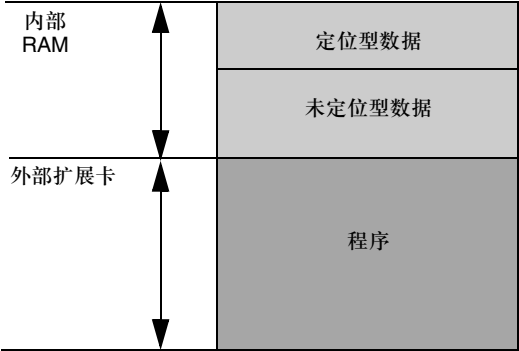 内部
RAM
定位型数据
未定位型数据
外部扩展卡
程序